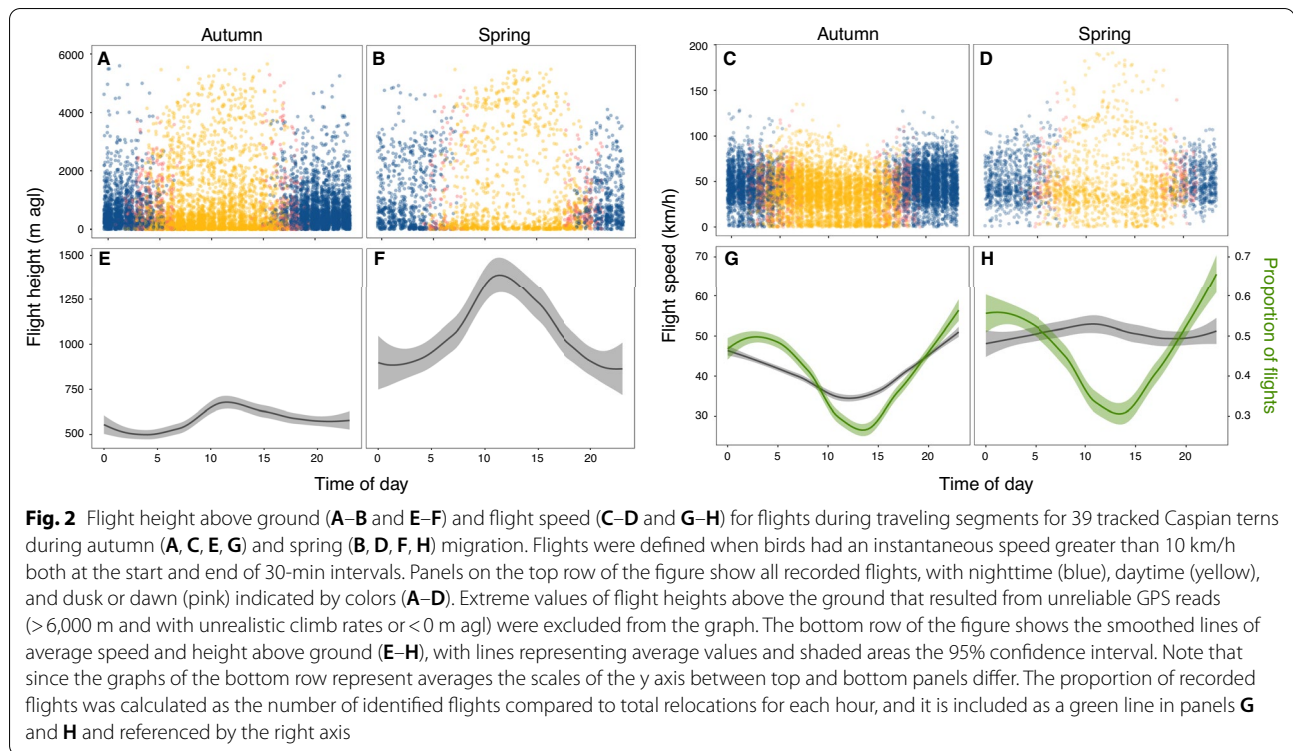 Autumn
Spring
Autumn
Spring
A
B
C
D
Flight height (m agl)
6000
4000
2000
0
Flight speed (km/h)
200
150
100
50
0
E
F
G
H
1500
1250
1000
750
500
70
60
50
40
30
0.7
0.6
0.5
0.4
0.3
Proportion of flights
0 5 10 15 20
0 5 10 15 20
0 5 10 15 20
0 5 10 15 20
Time of day
Time of day
Fig. 2 Flight height above ground (A–B and E–F) and flight speed (C–D and G–H) for flights during traveling segments for 39 tracked Caspian terns
during autumn (A, C, E, G) and spring (B, D, F, H) migration. Flights were defined when birds had an instantaneous speed greater than 10 km/h
both at the start and end of 30-min intervals. Panels on the top row of the figure show all recorded flights, with nighttime (blue), daytime (yellow),
and dusk or dawn (pink) indicated by colors (A–D). Extreme values of flight heights above the ground that resulted from unreliable GPS reads
(> 6,000 m and with unrealistic climb rates or < 0 m agl) were excluded from the graph. The bottom row of the figure shows the smoothed lines of
average speed and height above ground (E–H), with lines representing average values and shaded areas the 95% confidence interval. Note that
since the graphs of the bottom row represent averages the scales of the y axis between top and bottom panels differ. The proportion of recorded
flights was calculated as the number of identified flights compared to total relocations for each hour, and it is included as a green line in panels G
and H and referenced by the right axis